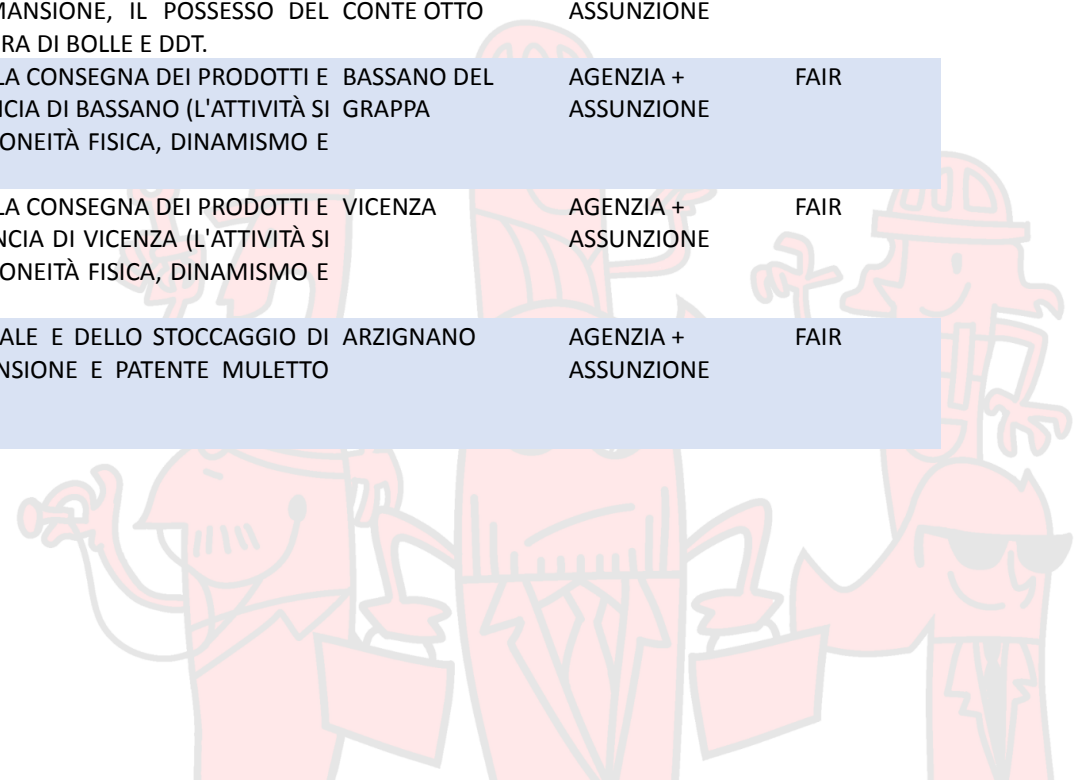 MANSIONE, IL POSSESSO DEL CONTE OTTO ASSUNZIONE
RA DI BOLLE E DDT.
LA CONSEGNA DEI PRODOTTI E BASSANO DEL AGENZIA + FAIR
NCIA DI BASSANO (L'ATTIVITÀ SI GRAPPA ASSUNZIONE
ONEITÀ FISICA, DINAMISMO E
LA CONSEGNA DEI PRODOTTI E VICENZA AGENZIA + FAIR
NCIA DI VICENZA (L'ATTIVITÀ SI ASSUNZIONE
ONEITÀ FISICA, DINAMISMO E
ALE E DELLO STOCCAGGIO DI ARZIGNANO AGENZIA + FAIR
NSIONE E PATENTE MULETTO ASSUNZIONE